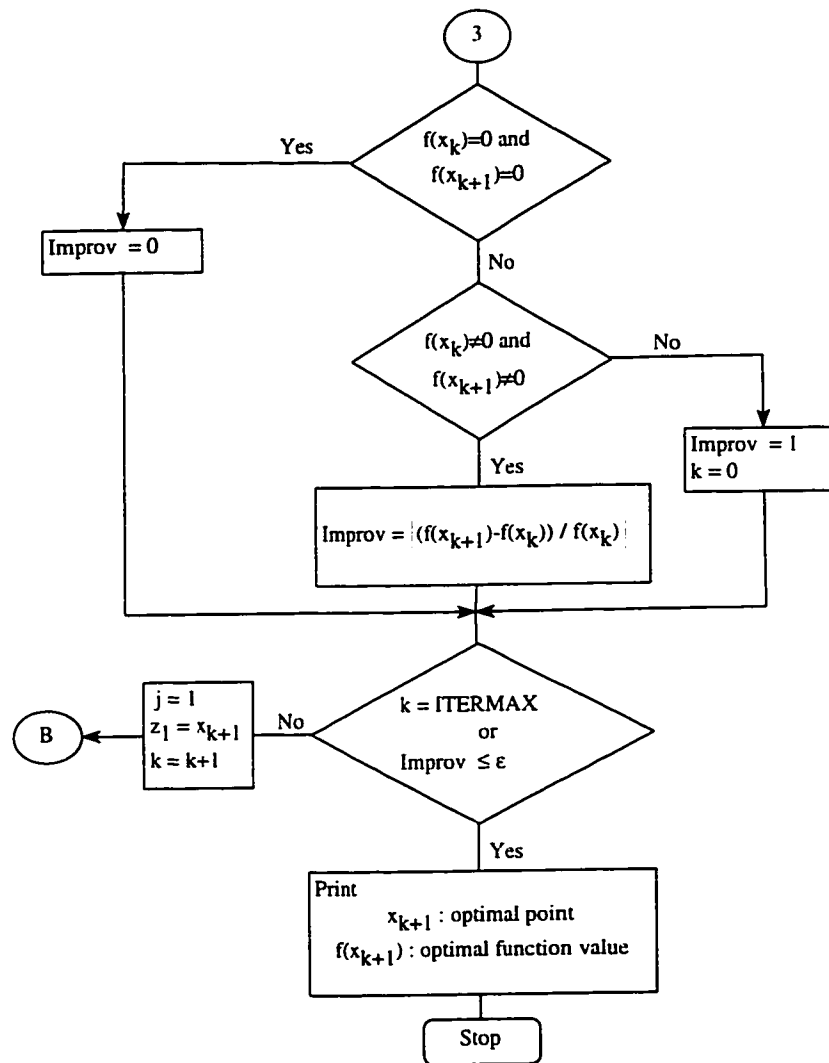 3
f(x_k)=0 and
f(x_{k+1})=0
Yes
Improv = 0
No
f(x_k)≠0 and
f(x_{k+1})≠0
No
Improv = 1
k = 0
Yes
Improv = |(f(x_{k+1})-f(x_k)) / f(x_k)|
k = ITERMAX
or
Improv ≤ ε
No
j = 1
z_1 = x_{k+1}
k = k+1
B
Yes
Print
x_{k+1} : optimal point
f(x_{k+1}) : optimal function value
Stop